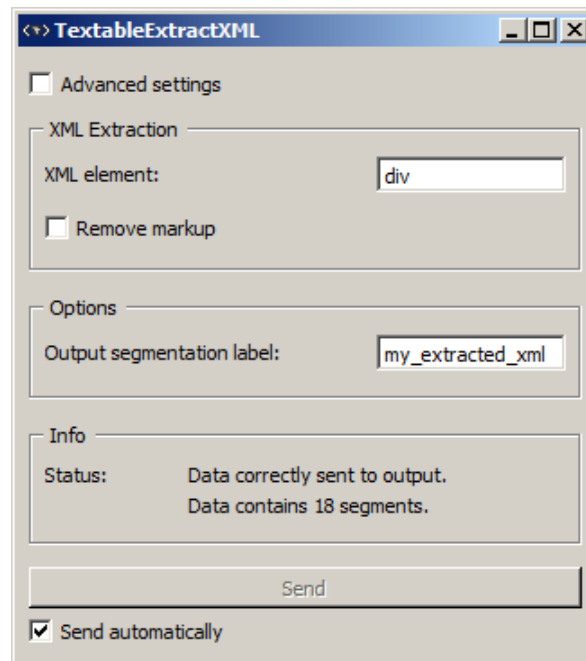 TextableExtractXML
Advanced settings
XML Extraction
XML element: div
Remove markup
Options
Output segmentation label: my_extracted_xml
Info
Status: Data correctly sent to output.
Data contains 18 segments.
Send
Send automatically